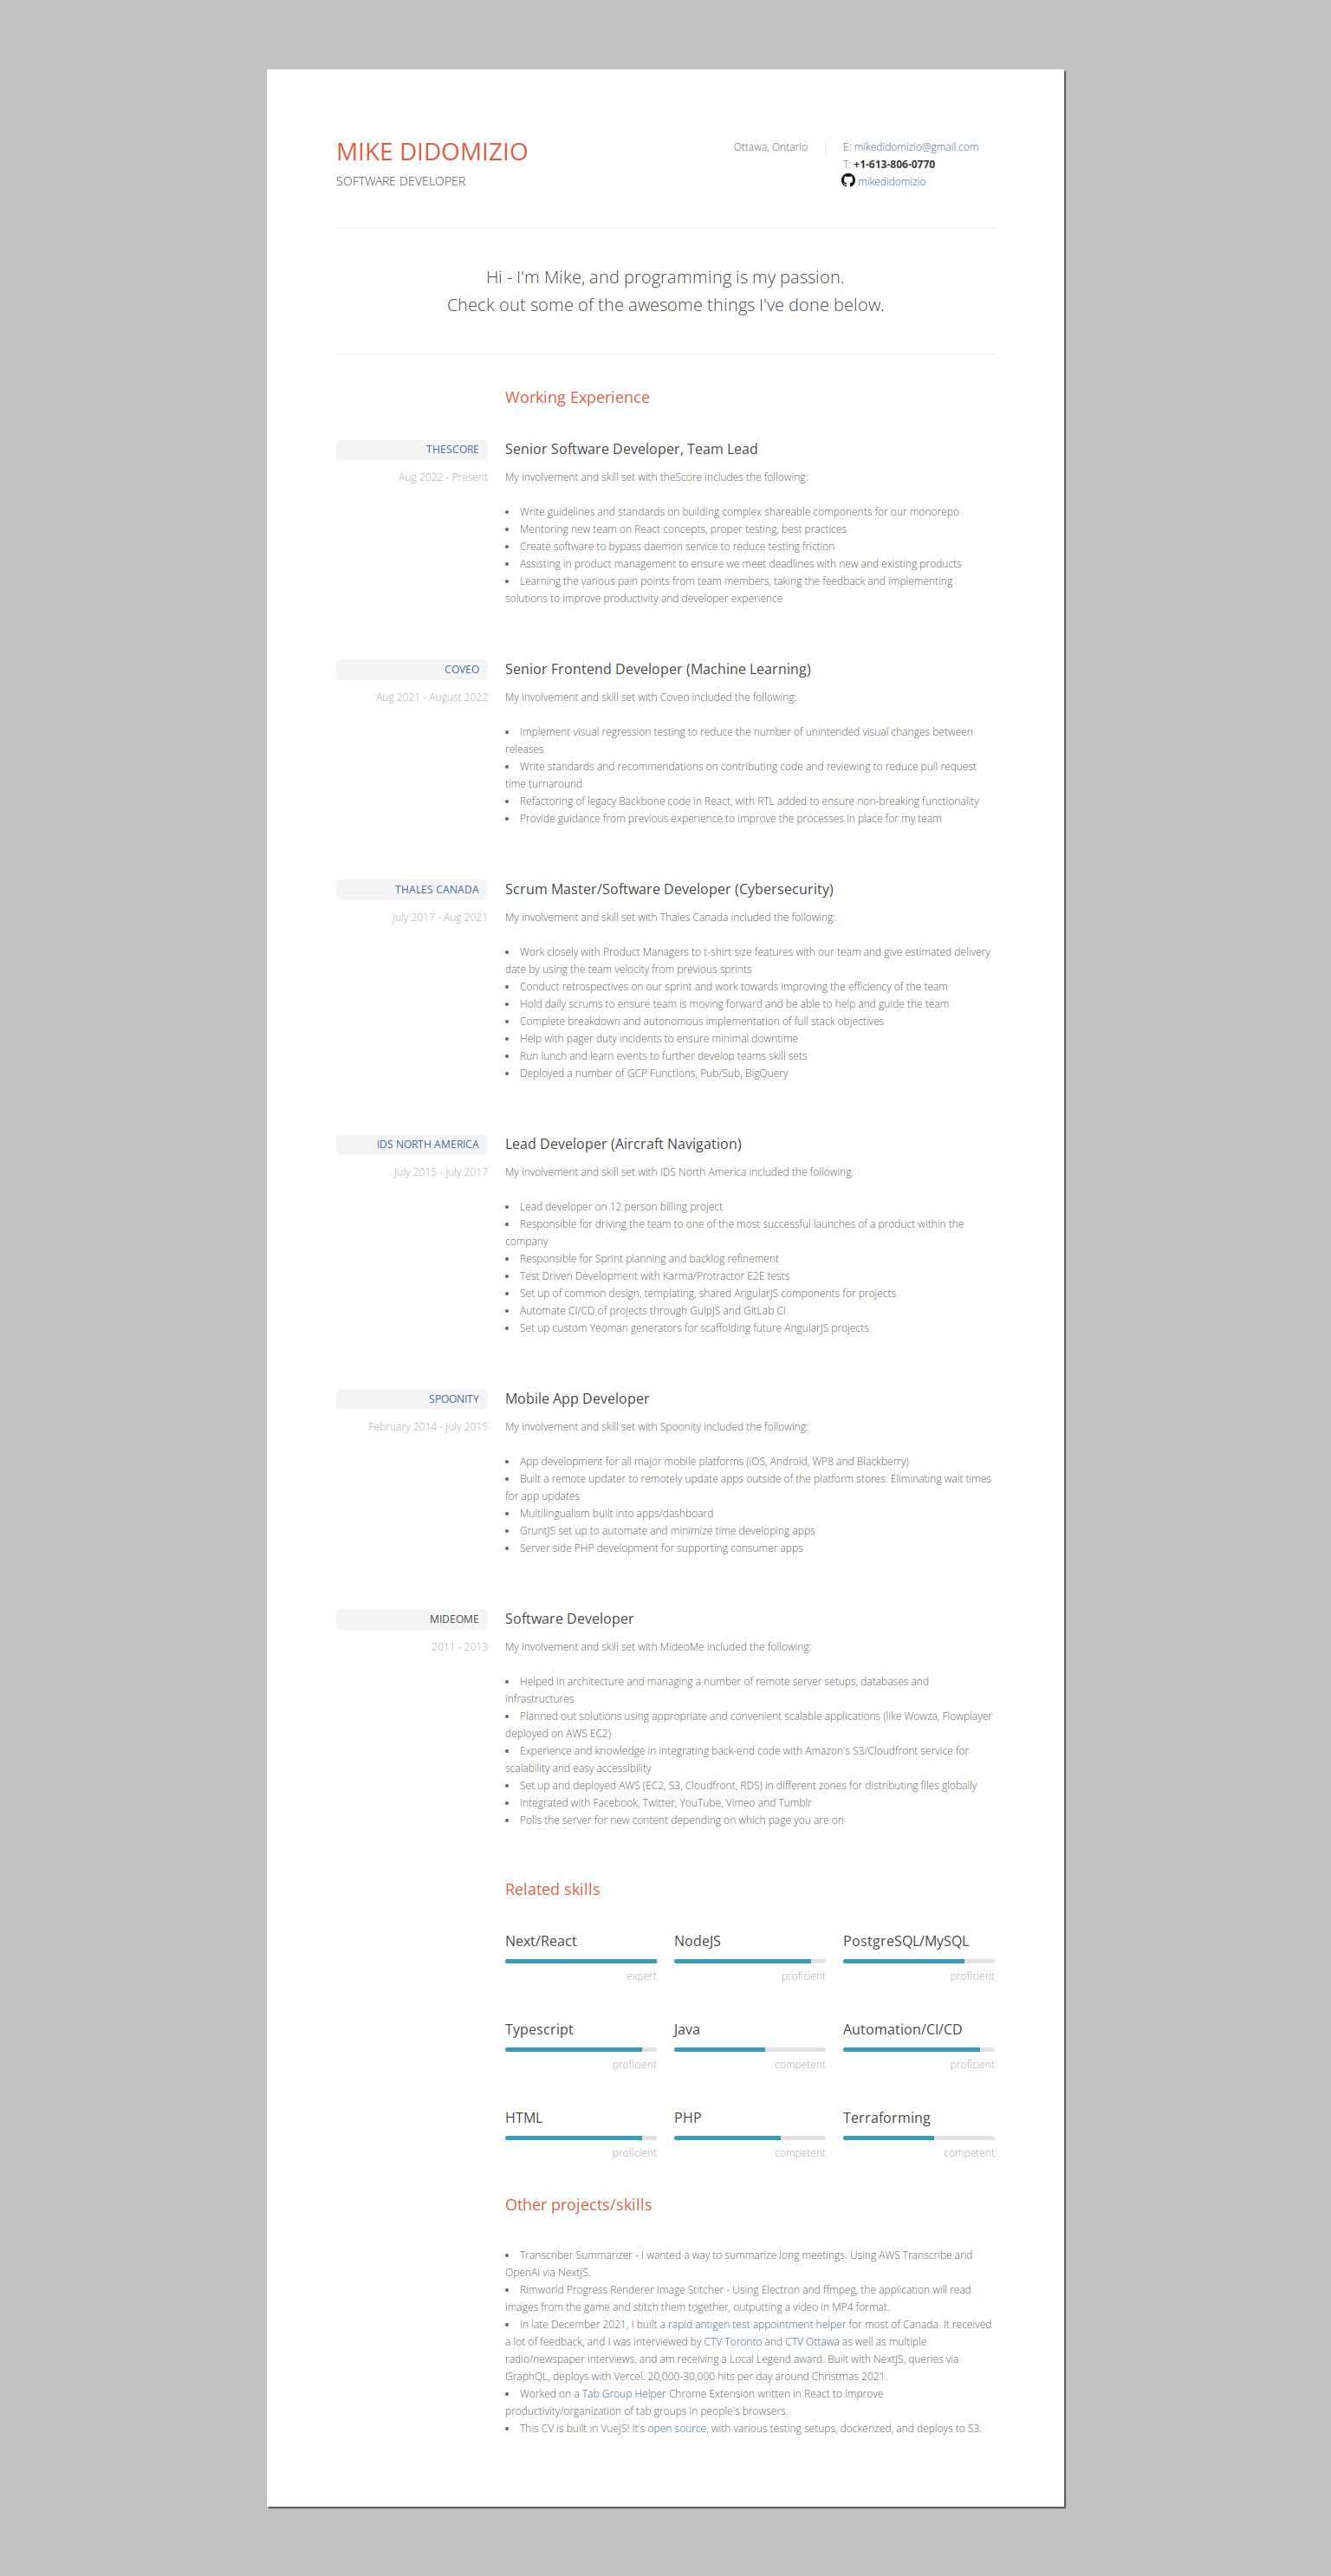 MIKE DIDOMIZIO
SOFTWARE DEVELOPER
Ottawa, Ontario
E: mikedidomizio@gmail.com
T: +1-613-806-0770
mikedidomizio
Hi - I'm Mike, and programming is my passion.
Check out some of the awesome things I've done below.
Working Experience
THESCORE
Aug 2022 - Present
Senior Software Developer, Team Lead
My involvement and skill set with theScore includes the following:
• Write guidelines and standards on building complex shareable components for our monorepo
• Mentoring new team on React concepts, proper testing, best practices
• Create software to bypass daemon service to reduce testing friction
• Assisting in product management to ensure we meet deadlines with new and existing products
• Learning the various pain points from team members, taking the feedback and implementing
solutions to improve productivity and developer experience
COVEO
Aug 2021 - August 2022
Senior Frontend Developer (Machine Learning)
My involvement and skill set with Coveo included the following:
• Implement visual regression testing to reduce the number of unintended visual changes between
releases
• Write standards and recommendations on contributing code and reviewing to reduce pull request
time turnaround
• Refactoring of legacy Backbone code in React, with RTL added to ensure non-breaking functionality
• Provide guidance from previous experience to improve the processes in place for my team
THALES CANADA
July 2017 - Aug 2021
Scrum Master/Software Developer (Cybersecurity)
My involvement and skill set with Thales Canada included the following:
• Work closely with Product Managers to t-shirt size features with our team and give estimated delivery
date by using the team velocity from previous sprints
• Conduct retrospectives on our sprint and work towards improving the efficiency of the team
• Hold daily scrums to ensure team is moving forward and be able to help and guide the team
• Complete breakdown and autonomous implementation of full stack objectives
• Help with pager duty incidents to ensure minimal downtime
• Run lunch and learn events to further develop teams skill sets
• Deployed a number of GCP Functions, Pub/Sub, BigQuery
IDS NORTH AMERICA
July 2015 - July 2017
Lead Developer (Aircraft Navigation)
My involvement and skill set with IDS North America included the following:
• Lead developer on 12 person billing project
• Responsible for driving the team to one of the most successful launches of a product within the
company
• Responsible for Sprint planning and backlog refinement
• Test Driven Development with Karma/Protractor E2E tests
• Set up of common design, templating, shared AngularJS components for projects
• Automate CI/CD of projects through GulpJS and GitLab CI
• Set up custom Yeoman generators for scaffolding future AngularJS projects
SPOONITY
February 2014 - July 2015
Mobile App Developer
My involvement and skill set with Spoonity included the following:
• App development for all major mobile platforms (iOS, Android, WP8 and Blackberry)
• Built a remote updater to remotely update apps outside of the platform stores. Eliminating wait times
for app updates
• Multilingualism built into apps/dashboard
• GruntJS set up to automate and minimize time developing apps
• Server side PHP development for supporting consumer apps
MIDEOME
2011 - 2013
Software Developer
My involvement and skill set with MideoMe included the following:
• Helped in architecture and managing a number of remote server setups, databases and
infrastructures
• Planned out solutions using appropriate and convenient scalable applications (like Wowza, Flowplayer
deployed on AWS EC2)
• Experience and knowledge in integrating back-end code with Amazon's S3/Cloudfront service for
scalability and easy accessibility
• Set up and deployed AWS (EC2, S3, Cloudfront, RDS) in different zones for distributing files globally
• Integrated with Facebook, Twitter, YouTube, Vimeo and Tumblr
• Polls the server for new content depending on which page you are on
Related skills
Next/React
expert
NodeJS
proficient
PostgreSQL/MySQL
proficient
Typescript
proficient
Java
competent
Automation/CI/CD
proficient
HTML
proficient
PHP
competent
Terraforming
competent
Other projects/skills
• Transcriber Summarizer - I wanted a way to summarize long meetings. Using AWS Transcribe and
OpenAI via NextJS.
• Rimworld Progress Renderer Image Stitcher - Using Electron and ffmpeg, the application will read
images from the game and stitch them together, outputting a video in MP4 format.
• In late December 2021, I built a rapid antigen test appointment helper for most of Canada. It received
a lot of feedback, and I was interviewed by CTV Toronto and CTV Ottawa as well as multiple
radio/newspaper interviews, and am receiving a Local Legend award. Built with NextJS, queries via
GraphQL, deploys with Vercel. 20,000-30,000 hits per day around Christmas 2021.
• Worked on a Tab Group Helper Chrome Extension written in React to improve
productivity/organization of tab groups in people's browsers.
• This CV is built in VueJS! It's open source, with various testing setups, dockerized, and deploys to S3.